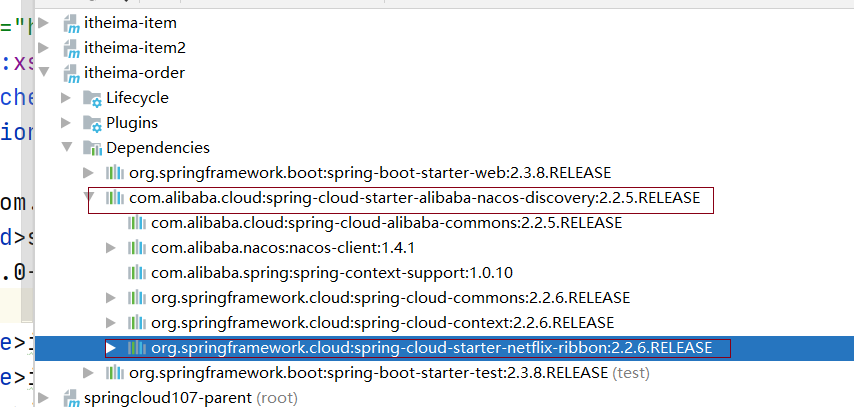 ="h
itheima-item
itheima-item2
:xs
itheima-order
che
Lifecycle
ion
Plugins
Dependencies
org.springframework.boot:spring-boot-starter-web:2.3.8.RELEASE
om.
com.alibaba.cloud:spring-cloud-starter-alibaba-nacos-discovery:2.2.5.RELEASE
com.alibaba.cloud:spring-cloud-alibaba-commons:2.2.5.RELEASE
d>s
com.alibaba.nacos:nacos-client:1.4.1
.0-
com.alibaba.spring:spring-context-support:1.0.10
org.springframework.cloud:spring-cloud-commons:2.2.6.RELEASE
org.springframework.cloud:spring-cloud-context:2.2.6.RELEASE
e>i
org.springframework.cloud:spring-cloud-starter-netflix-ribbon:2.2.6.RELEASE
e>i
org.springframework.boot:spring-boot-starter-test:2.3.8.RELEASE (test)
springcloud107-parent (root)